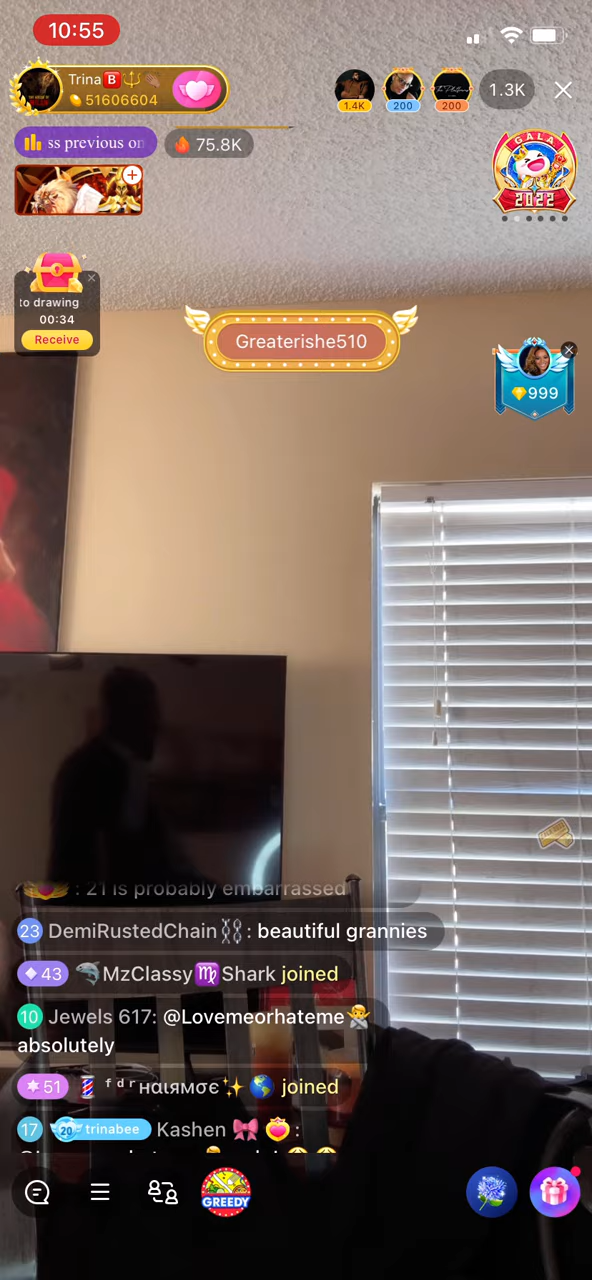 10:55
Trina🅱️🔱
51606604
1.4K
200
200
1.3K
ss previous on
75.8K
GALA
2022
to drawing
00:34
Receive
Greaterishe510
999
: 21 is probably embarrassed
23 DemiRustedChain⛓️: beautiful grannies
43 🦈MzClassy♍Shark joined
10 Jewels 617: @Lovemeorhateme
absolutely
51 💈 ᶠᵈʳнαιямσє✨🌎 joined
17 20 trinabee Kashen 🎀 :
GREEDY